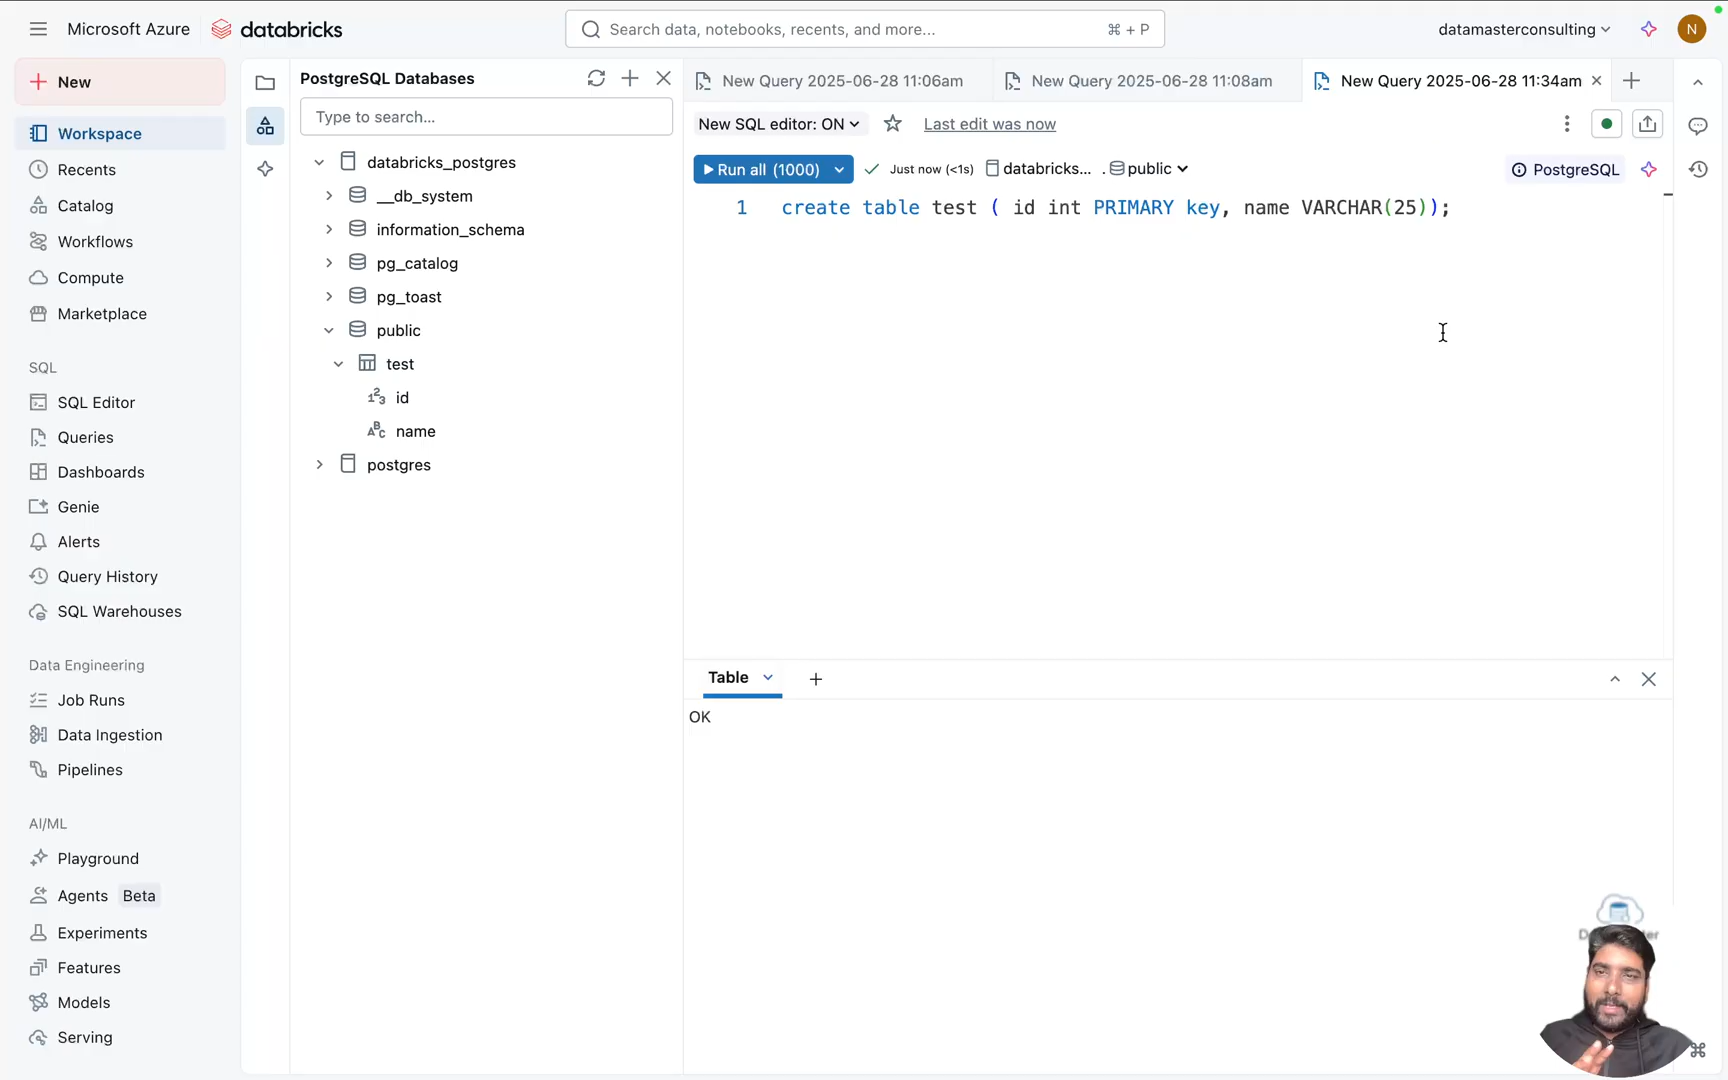 Microsoft Azure databricks
Search data, notebooks, recents, and more... ⌘ + P
datamasterconsulting
N
New
Workspace
Recents
Catalog
Workflows
Compute
Marketplace
SQL
SQL Editor
Queries
Dashboards
Genie
Alerts
Query History
SQL Warehouses
Data Engineering
Job Runs
Data Ingestion
Pipelines
AI/ML
Playground
Agents Beta
Experiments
Features
Models
Serving
PostgreSQL Databases
Type to search...
databricks_postgres
__db_system
information_schema
pg_catalog
pg_toast
public
test
id
name
postgres
New Query 2025-06-28 11:06am
New Query 2025-06-28 11:08am
New Query 2025-06-28 11:34am
New SQL editor: ON
Last edit was now
Run all (1000)
Just now (<1s)
databricks... . public
PostgreSQL
1 create table test ( id int PRIMARY key, name VARCHAR(25));
Table
OK